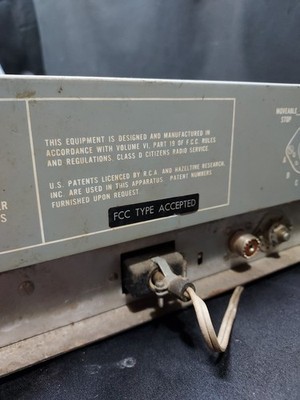 THIS EQUIPMENT IS DESIGNED AND MANUFACTURED IN
ACCORDANCE WITH VOLUME VI, PART 19 OF F.C.C. RULES
AND REGULATIONS, CLASS D CITIZENS RADIO SERVICE.
U.S. PATENTS LICENCED BY R.C.A. AND HAZELTINE RESEARCH,
INC. ARE USED IN THIS APPARATUS. PATENT NUMBERS
FURNISHED UPON REQUEST.
FCC TYPE ACCEPTED
MOVEABLE
STOP
A
B
ER
S